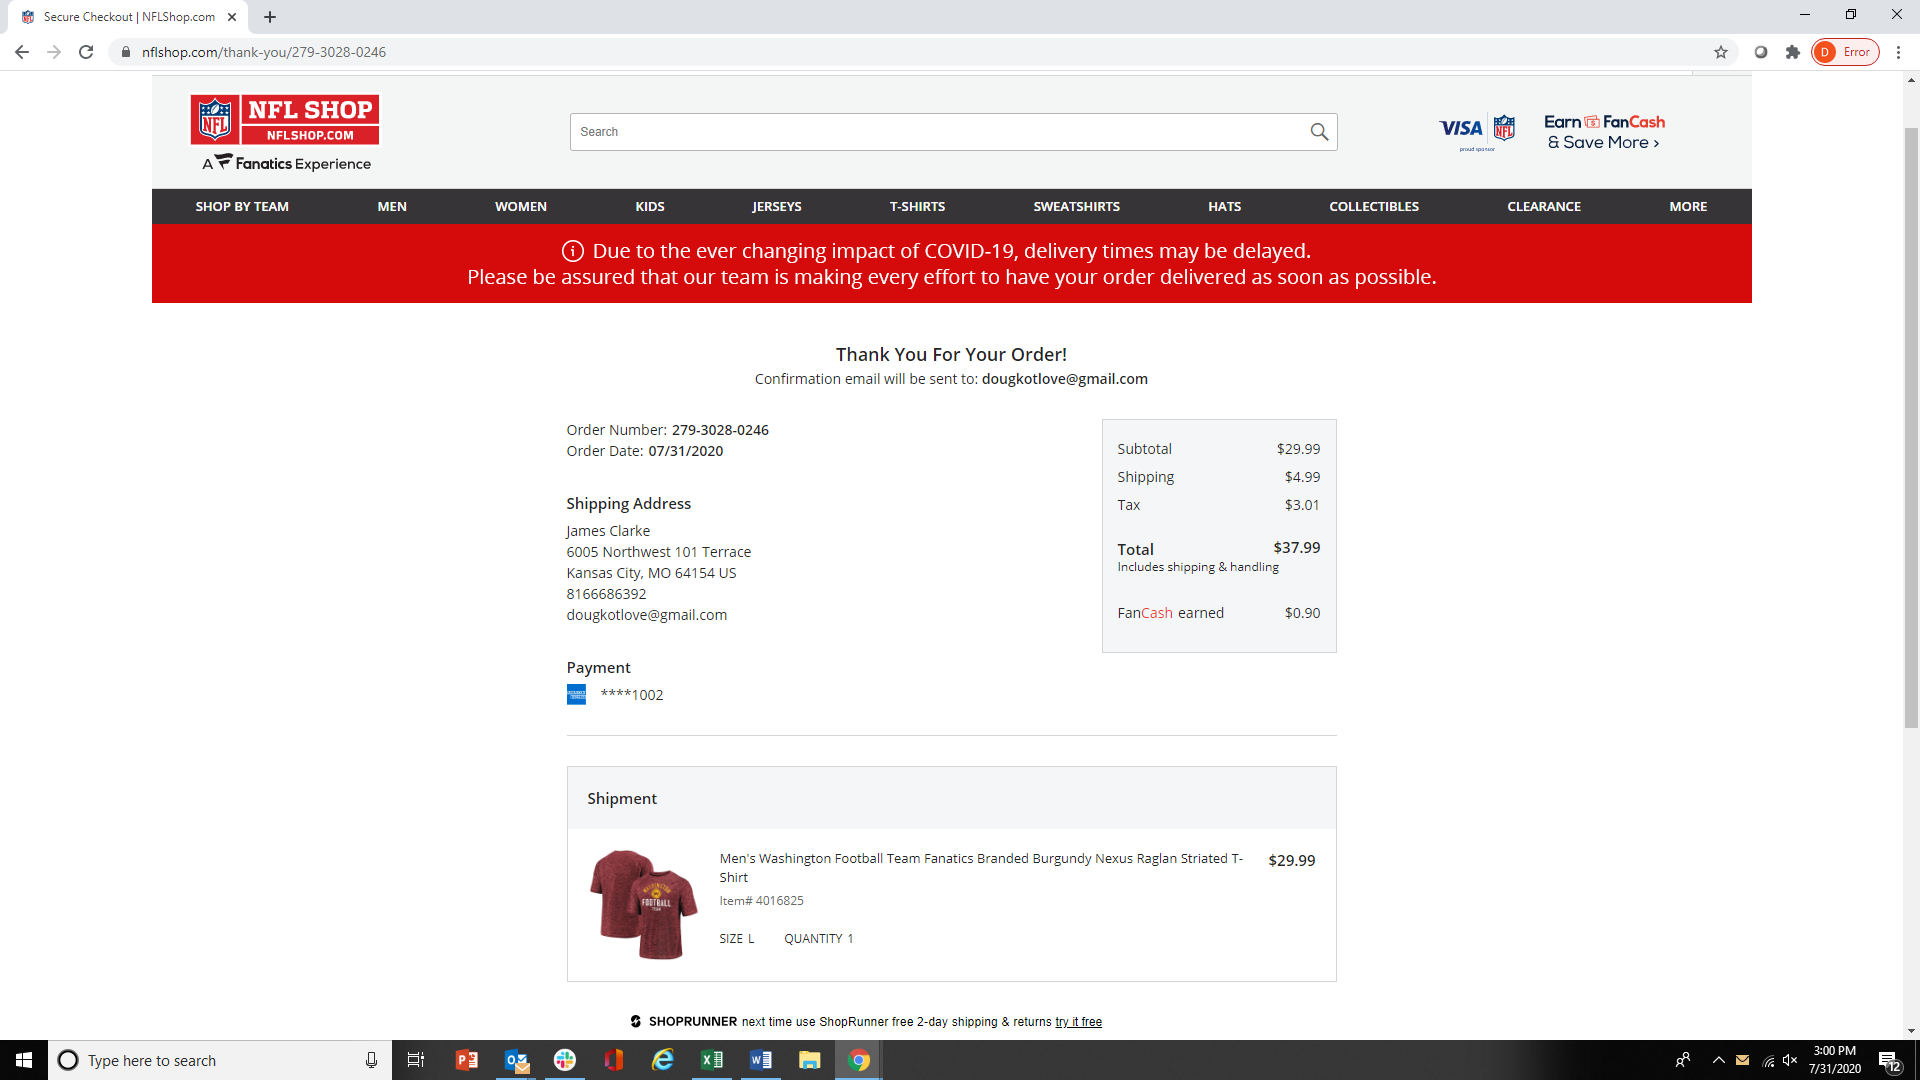 Secure Checkout | NFLShop.com
nflshop.com/thank-you/279-3028-0246
D Error
NFL
NFL SHOP
NFLSHOP.COM
A Fanatics Experience
Search
VISA NFL
proud sponsor
Earn FanCash
& Save More >
SHOP BY TEAM MEN WOMEN KIDS JERSEYS T-SHIRTS SWEATSHIRTS HATS COLLECTIBLES CLEARANCE MORE
Due to the ever changing impact of COVID-19, delivery times may be delayed.
Please be assured that our team is making every effort to have your order delivered as soon as possible.
Thank You For Your Order!
Confirmation email will be sent to: dougkotlove@gmail.com
Order Number: 279-3028-0246
Order Date: 07/31/2020
Shipping Address
James Clarke
6005 Northwest 101 Terrace
Kansas City, MO 64154 US
8166686392
dougkotlove@gmail.com
Payment
****1002
Subtotal $29.99
Shipping $4.99
Tax $3.01
Total $37.99
Includes shipping & handling
FanCash earned $0.90
Shipment
WASHINGTON
FOOTBALL
TEAM
Men's Washington Football Team Fanatics Branded Burgundy Nexus Raglan Striated T-
Shirt
$29.99
Item# 4016825
SIZE L QUANTITY 1
SHOPRUNNER next time use ShopRunner free 2-day shipping & returns try it free
Type here to search
3:00 PM
7/31/2020
12